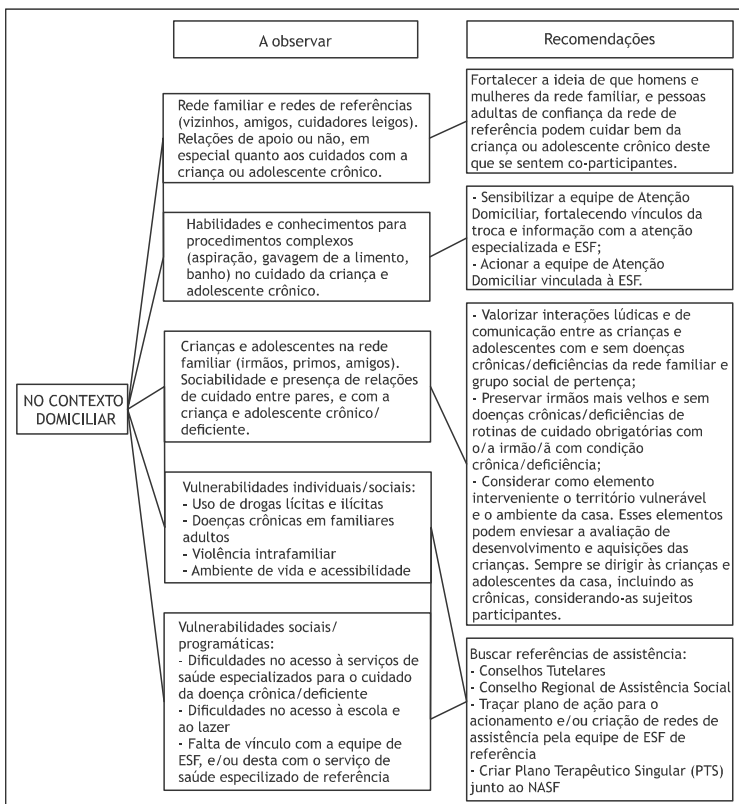 A observar
Recomendações
Rede familiar e redes de referências
(vizinhos, amigos, cuidadores leigos).
Relações de apoio ou não, em
especial quanto aos cuidados com a
criança ou adolescente crônico.
Fortalecer a ideia de que homens e
mulheres da rede familiar, e pessoas
adultas de confiança da rede de
referência podem cuidar bem da
criança ou adolescente crônico deste
que se sentem co-participantes.
Habilidades e conhecimentos para
procedimentos complexos
(aspiração, gavagem de a limento,
banho) no cuidado da criança e
adolescente crônico.
- Sensibilizar a equipe de Atenção
Domiciliar, fortalecendo vínculos da
troca e informação com a atenção
especializada e ESF;
- Acionar a equipe de Atenção
Domiciliar vinculada à ESF.
NO CONTEXTO
DOMICILIAR
Crianças e adolescentes na rede
familiar (irmãos, primos, amigos).
Sociabilidade e presença de relações
de cuidado entre pares, e com a
criança e adolescente crônico/
deficiente.
- Valorizar interações lúdicas e de
comunicação entre as crianças e
adolescentes com e sem doenças
crônicas/deficiências da rede familiar e
grupo social de pertença;
- Preservar irmãos mais velhos e sem
doenças crônicas/deficiências de
rotinas de cuidado obrigatórias com
o/a irmão/ã com condição
crônica/deficiência;
- Considerar como elemento
interveniente o território vulnerável
e o ambiente da casa. Esses elementos
podem enviesar a avaliação de
desenvolvimento e aquisições das
crianças. Sempre se dirigir às crianças e
adolescentes da casa, incluindo as
crônicas, considerando-as sujeitos
participantes.
Vulnerabilidades individuais/sociais:
- Uso de drogas lícitas e ilícitas
- Doenças crônicas em familiares
adultos
- Violência intrafamiliar
- Ambiente de vida e acessibilidade
Vulnerabilidades sociais/
programáticas:
- Dificuldades no acesso à serviços de
saúde especializados para o cuidado
da doença crônica/deficiente
- Dificuldades no acesso à escola e
ao lazer
- Falta de vínculo com a equipe de
ESF, e/ou desta com o serviço de
saúde especilizado de referência
Buscar referências de assistência:
- Conselhos Tutelares
- Conselho Regional de Assistência Social
- Traçar plano de ação para o
acionamento e/ou criação de redes de
assistência pela equipe de ESF de
referência
- Criar Plano Terapêutico Singular (PTS)
junto ao NASF